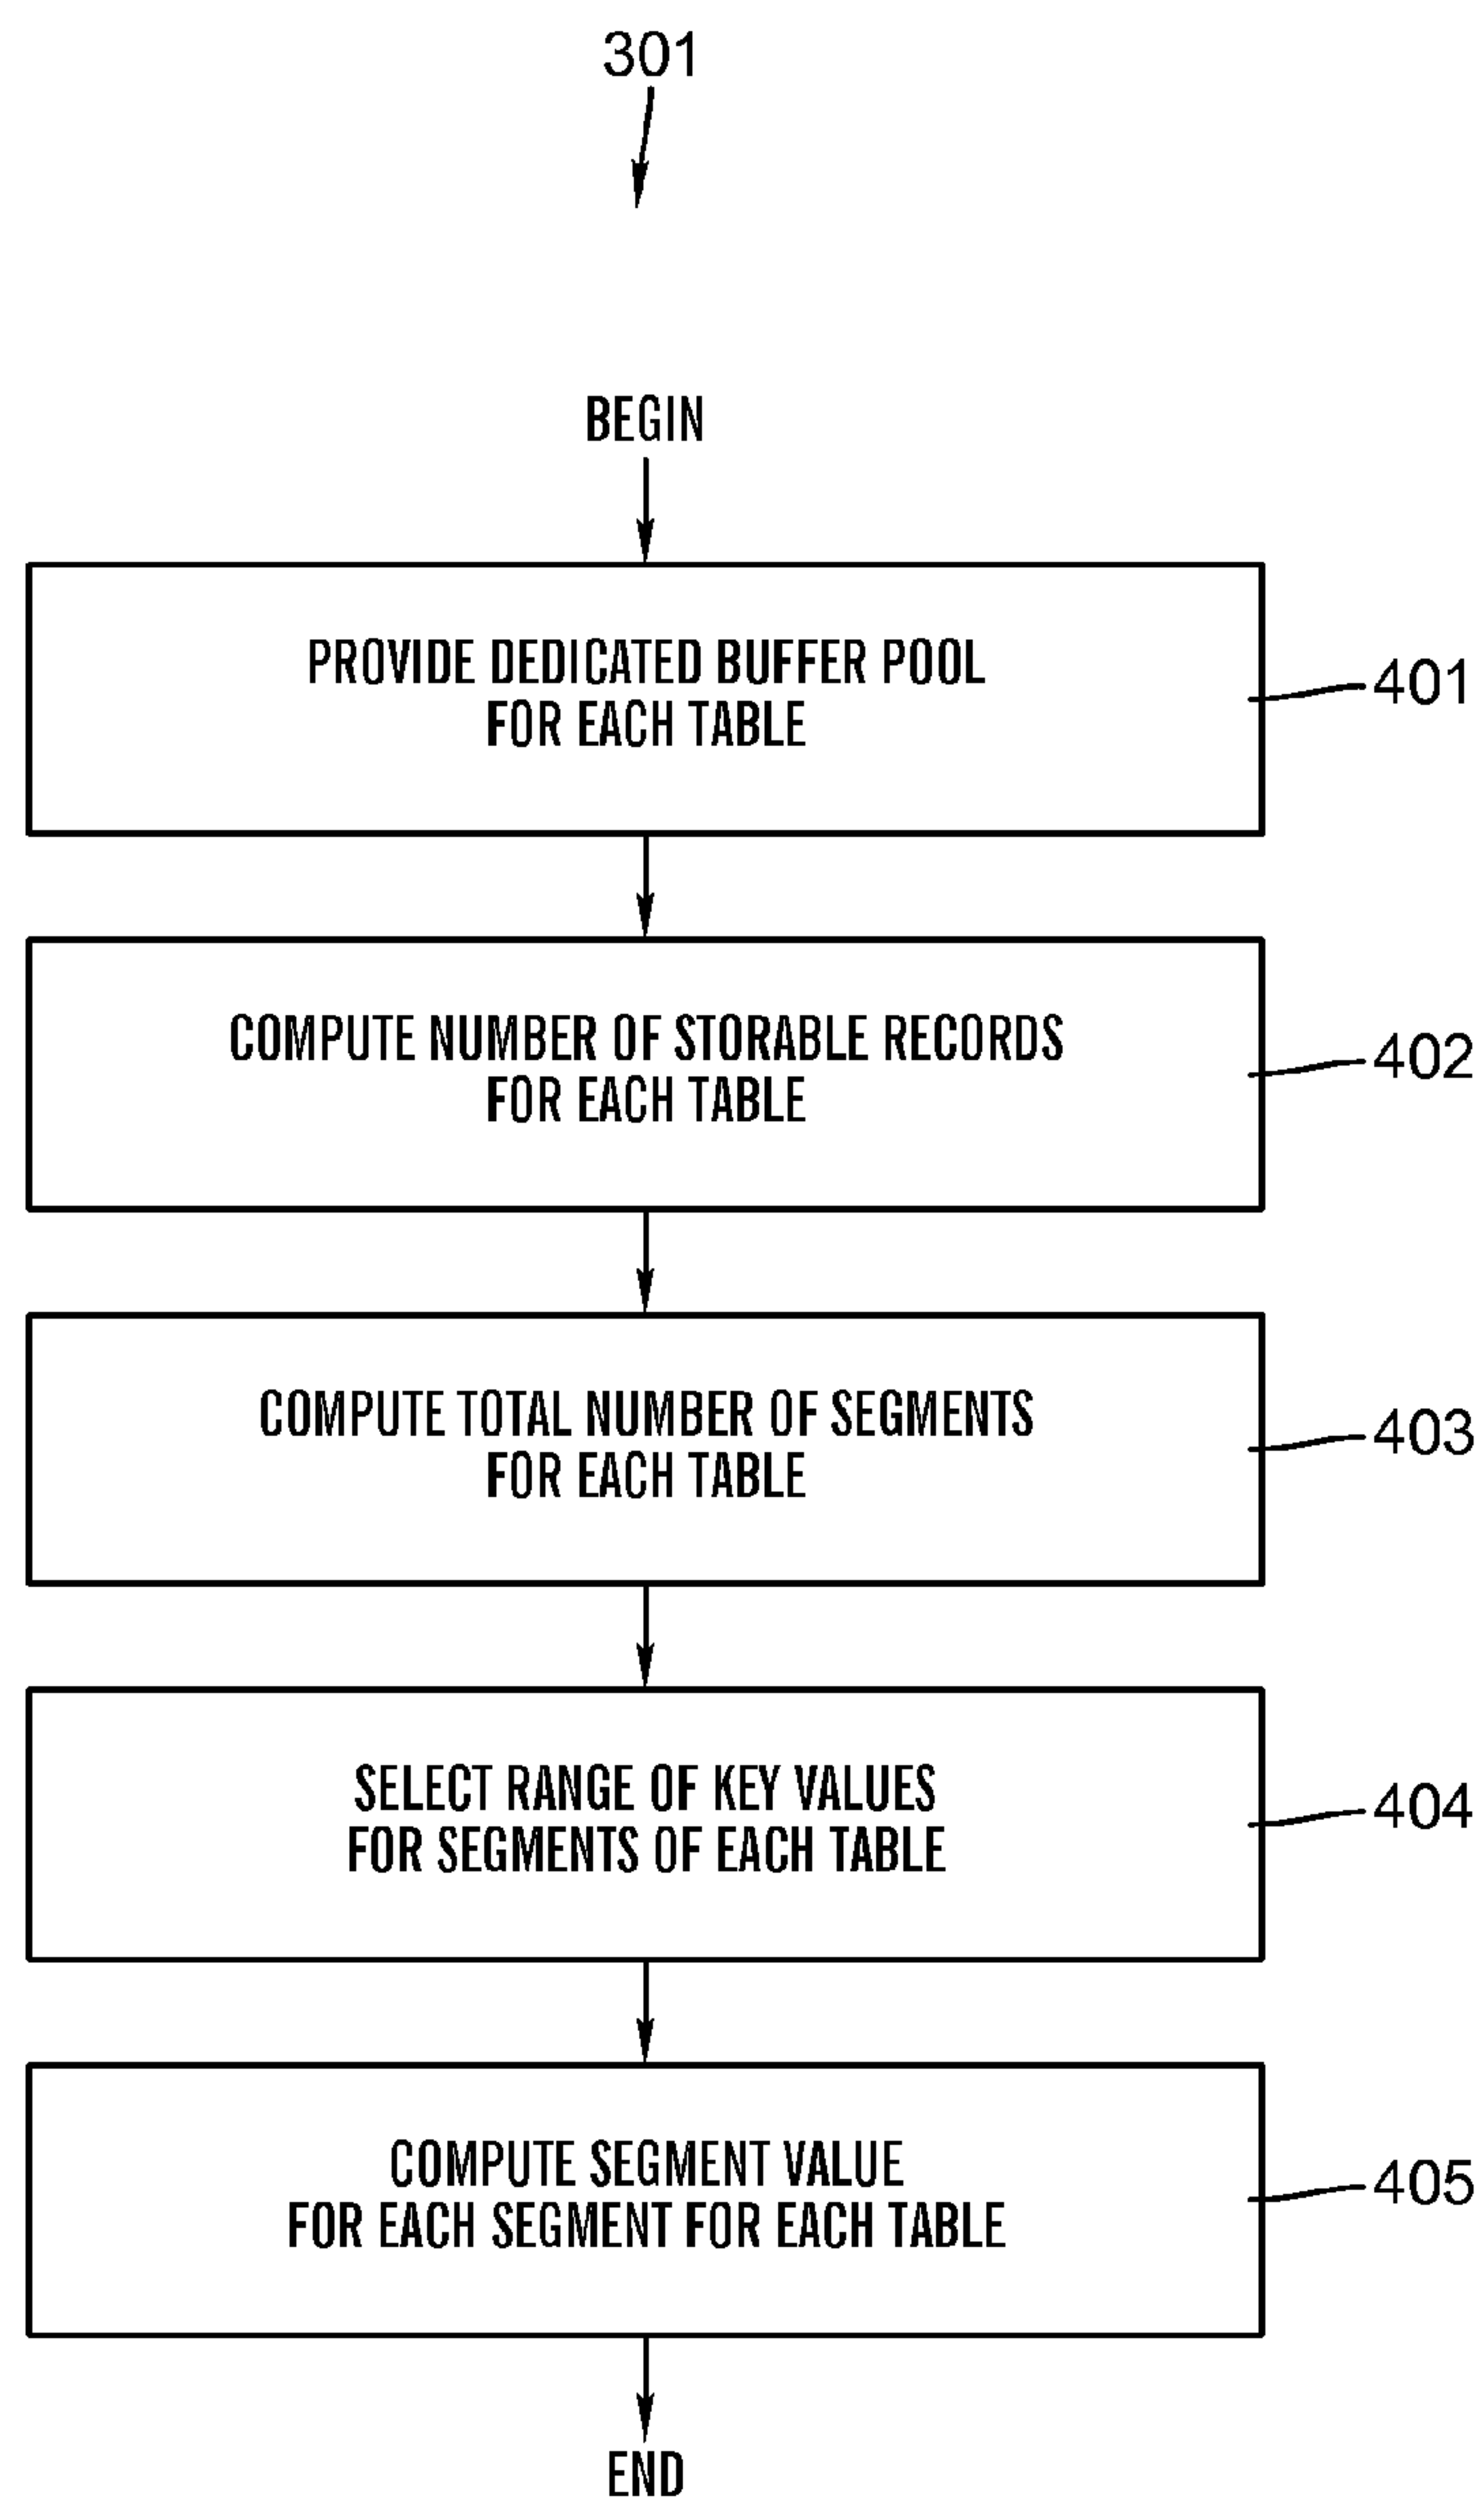 301
BEGIN
PROVIDE DEDICATED BUFFER POOL
FOR EACH TABLE
401
COMPUTE NUMBER OF STORABLE RECORDS
FOR EACH TABLE
402
COMPUTE TOTAL NUMBER OF SEGMENTS
FOR EACH TABLE
403
SELECT RANGE OF KEY VALUES
FOR SEGMENTS OF EACH TABLE
404
COMPUTE SEGMENT VALUE
FOR EACH SEGMENT FOR EACH TABLE
405
END